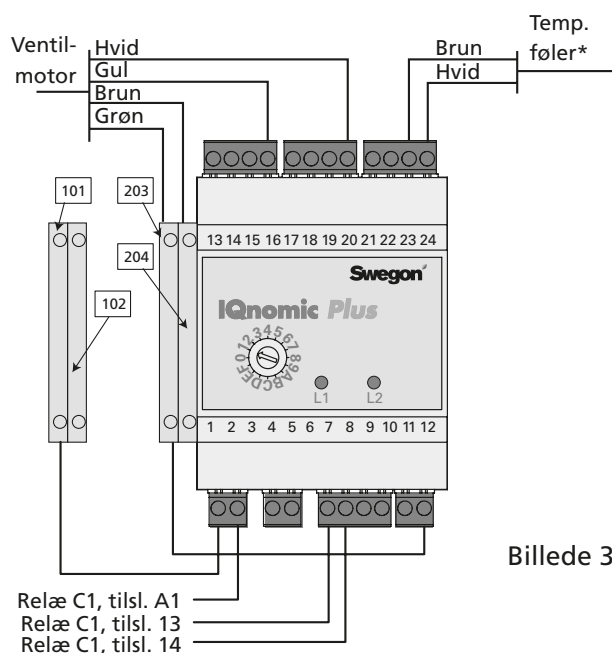 Ventil-
motor
Hvid
Gul
Brun
Grøn
Brun
Hvid
Temp.
føler*
101
102
203
204
13 14 15 16 17 18 19 20 21 22 23 24
Swegon
IQnomic Plus
0 1 2 3 4 5 6 7 8 9 A B C D E F
L1
L2
1 2 3 4 5 6 7 8 9 10 11 12
Billede 3
Relæ C1, tilsl. A1
Relæ C1, tilsl. 13
Relæ C1, tilsl. 14